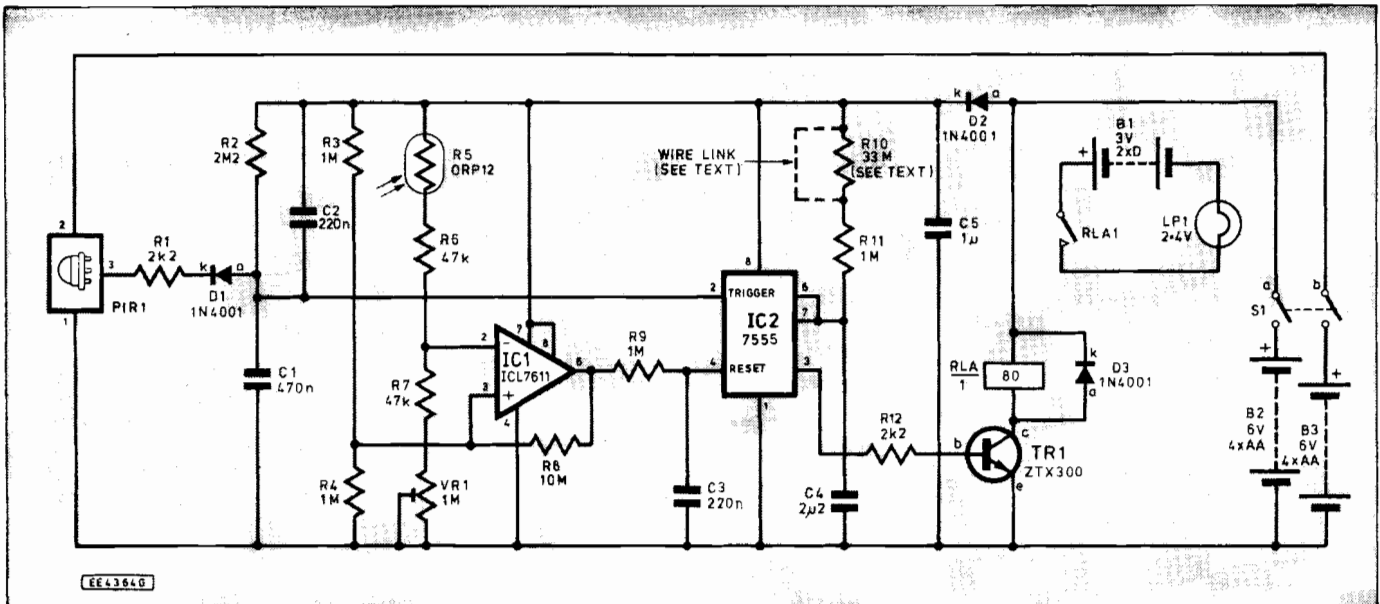 2
PIR1
3
1
R1
2k2
k
a
D1
1N4001
R2
2M2
C2
220n
C1
470n
R3
1M
R4
1M
R5
ORP12
R6
47k
R7
47k
VR1
1M
2
3
-
+
7
8
IC1
ICL7611
6
4
R8
10M
R9
1M
C3
220n
WIRE LINK
(SEE TEXT)
R10
33M
(SEE TEXT)
R11
1M
8
2
TRIGGER
6
7
IC2
7555
4
RESET
3
1
C4
2µ2
C5
1µ
R12
2k2
k
a
D2
1N4001
B1
3V
2xD
+
RLA1
LP1
2·4V
RLA
1
80
k
D3
1N4001
a
b
c
TR1
ZTX300
e
a
b
S1
+
B2
6V
4xAA
+
B3
6V
4xAA
EE4364G